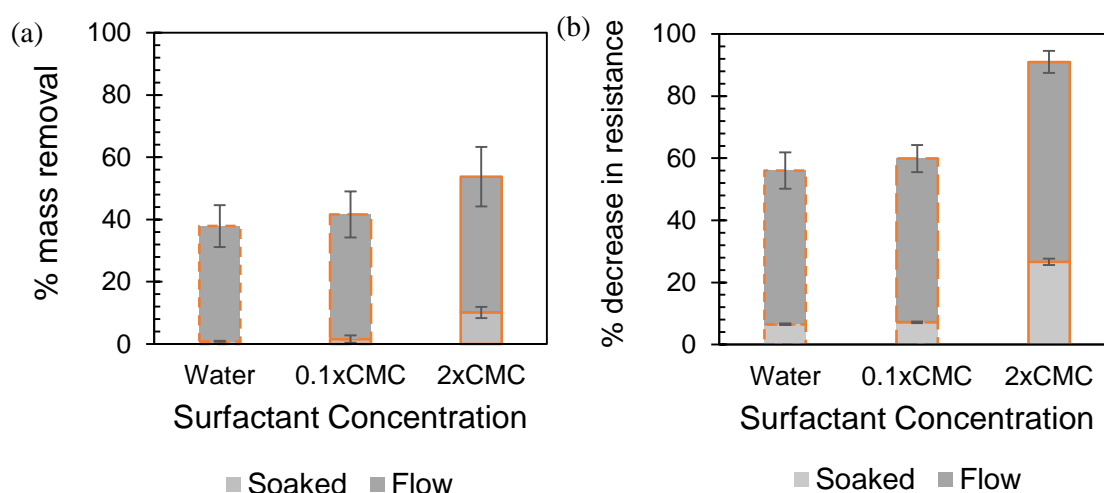 (a)
% mass removal
100
80
60
40
20
0
Water 0.1xCMC 2xCMC
Surfactant Concentration
Soaked Flow
(b)
% decrease in resistance
100
80
60
40
20
0
Water 0.1xCMC 2xCMC
Surfactant Concentration
Soaked Flow